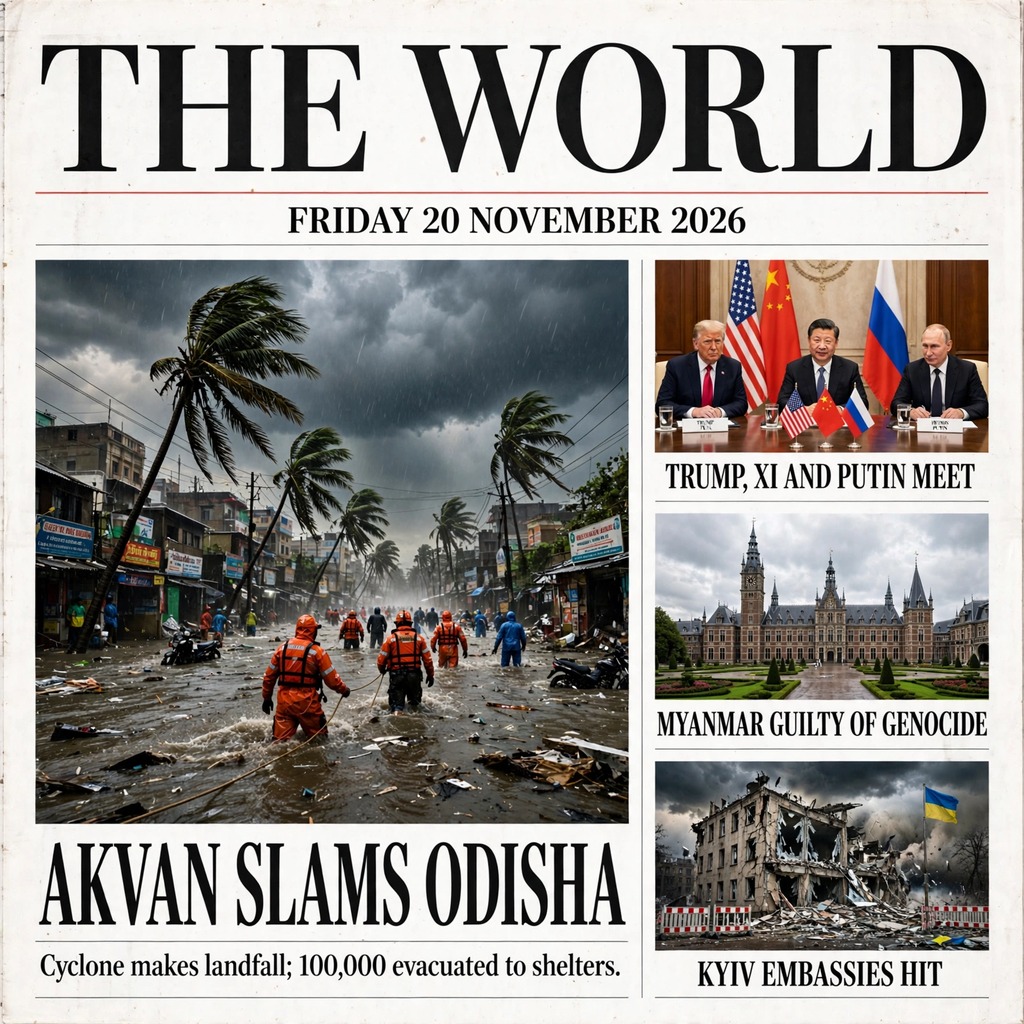 THE WORLD
FRIDAY 20 NOVEMBER 2026
AKVAN SLAMS ODISHA
Cyclone makes landfall; 100,000 evacuated to shelters.
TRUMP, XI AND PUTIN MEET
MYANMAR GUILTY OF GENOCIDE
KYIV EMBASSIES HIT